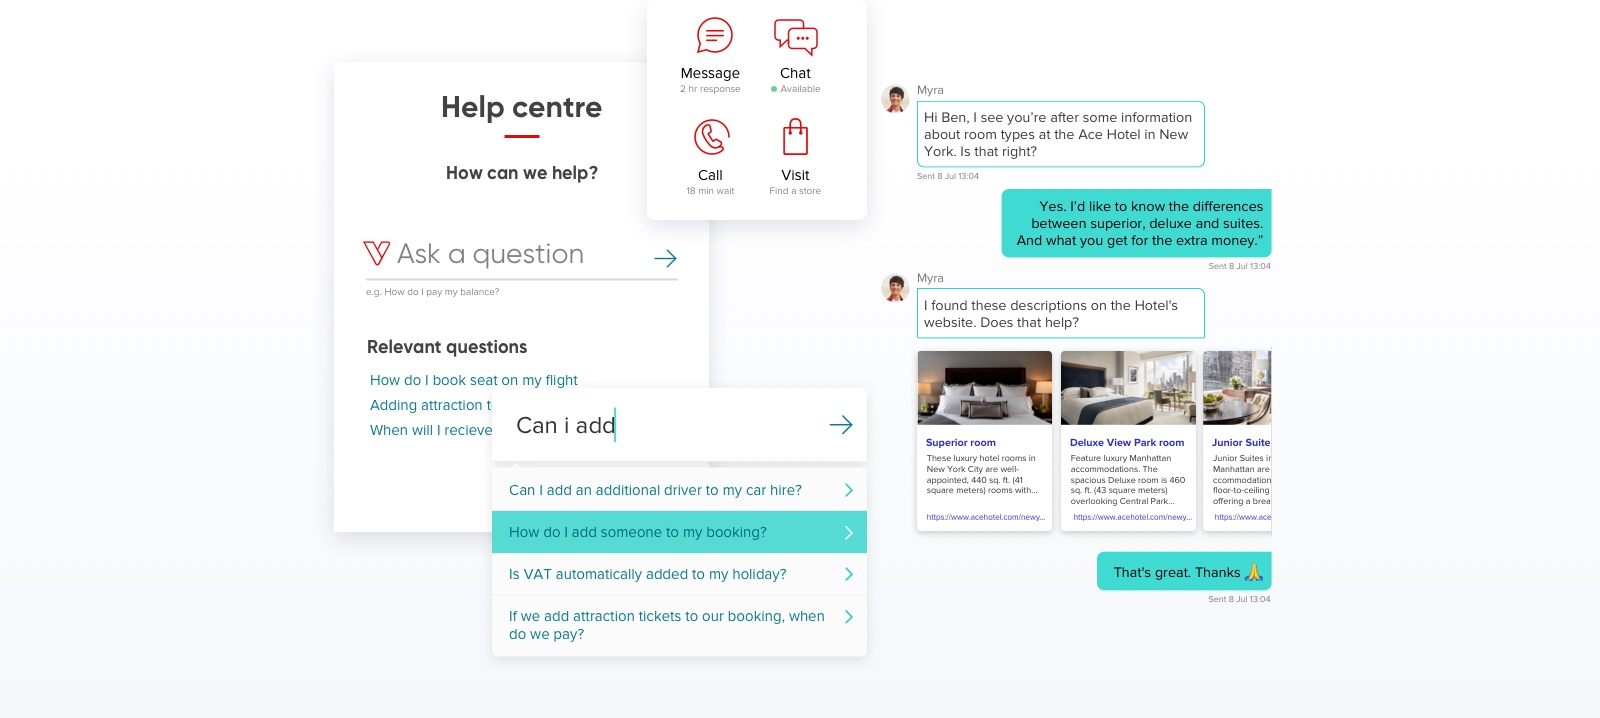 Help centre
How can we help?
Ask a question
e.g. How do I pay my balance?
Relevant questions
How do I book seat on my flight
Adding attraction
When will I recieve
Message
2 hr response
Chat
Available
Call
18 min wait
Visit
Find a store
Can i add
Can I add an additional driver to my car hire?
How do I add someone to my booking?
Is VAT automatically added to my holiday?
If we add attraction tickets to our booking, when
do we pay?
Myra
Hi Ben, I see you're after some information
about room types at the Ace Hotel in New
York. Is that right?
Sent 8 Jul 13:04
Yes. I'd like to know the differences
between superior, deluxe and suites.
And what you get for the extra money.”
Sent 8 Jul 13:04
Myra
I found these descriptions on the Hotel's
website. Does that help?
Superior room
These luxury hotel rooms in
New York City are well-
appointed, 440 sq. ft. (41
square meters) rooms with...
https://www.acehotel.com/newy...
Deluxe View Park room
Feature luxury Manhattan
accommodations. The
spacious Deluxe room is 460
sq. ft. (43 square meters)
overlooking Central Park...
https://www.acehotel.com/newy...
Junior Suite
Junior Suites in
Manhattan are
accommodation
floor-to-ceiling
offering a brea
https://www.ace
That's great. Thanks 🙏
Sent 8 Jul 13:04